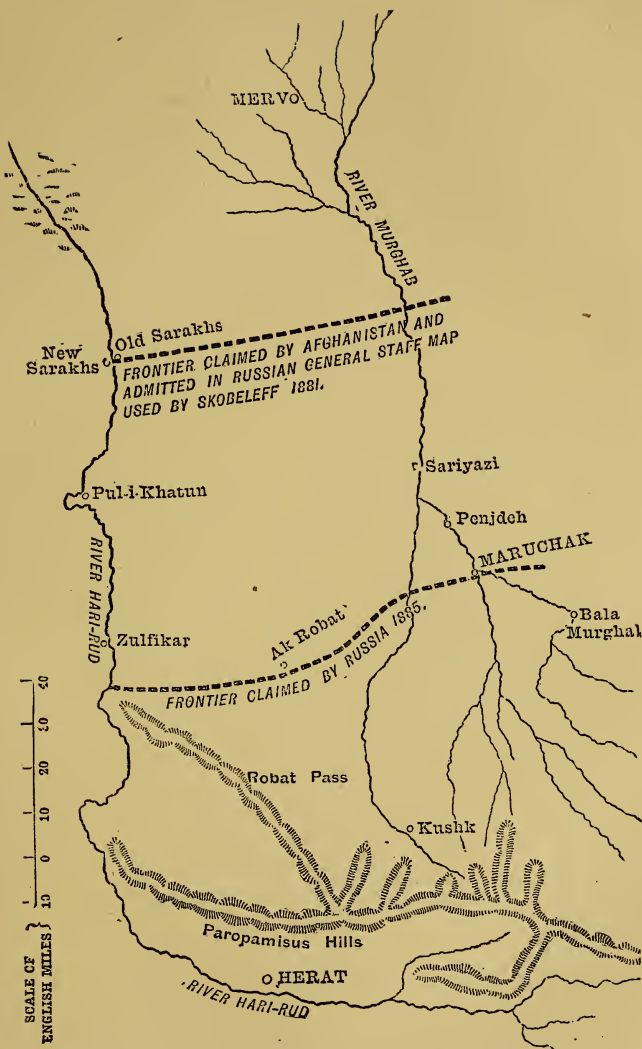 MERV
RIVER MURGHAB
Old Sarakhs
New
Sarakhs
FRONTIER CLAIMED BY AFGHANISTAN AND
ADMITTED IN RUSSIAN GENERAL STAFF MAP
USED BY SKOBELEFF 1881.
Sariyazi
Pul-i-Khatun
Penjdeh
RIVER HARI-RUD
MARUCHAK
Ak Robat
Bala
Murghal
Zulfikar
FRONTIER CLAIMED BY RUSSIA 1885.
40
30
20
10
0
10
SCALE OF
ENGLISH MILES
Robat Pass
Kushk
Paropamisus Hills
HERAT
RIVER HARI-RUD